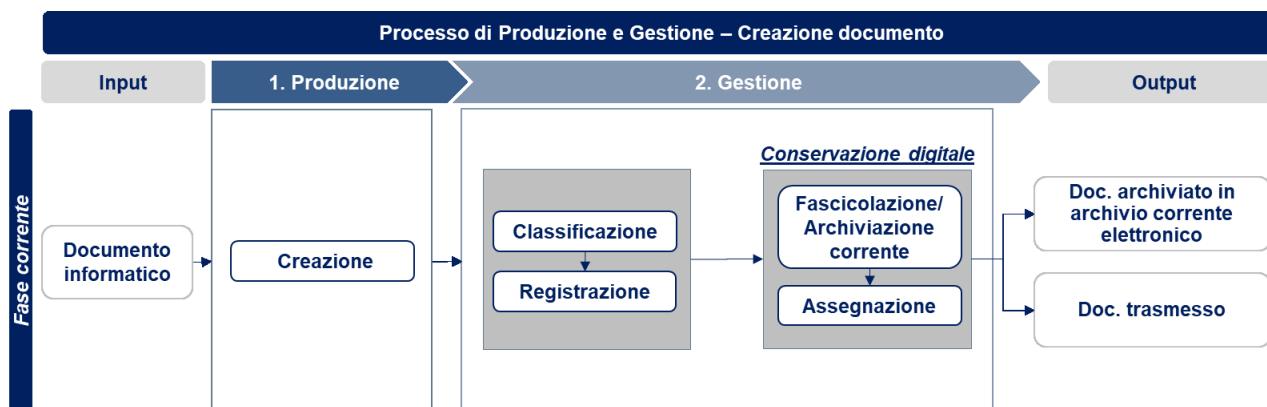 Processo di Produzione e Gestione – Creazione documento
Input
1. Produzione
2. Gestione
Output
Fase corrente
Documento
informatico
Creazione
Classificazione
Registrazione
Conservazione digitale
Fascicolazione/
Archiviazione
corrente
Assegnazione
Doc. archiviato in
archivio corrente
elettronico
Doc. trasmesso